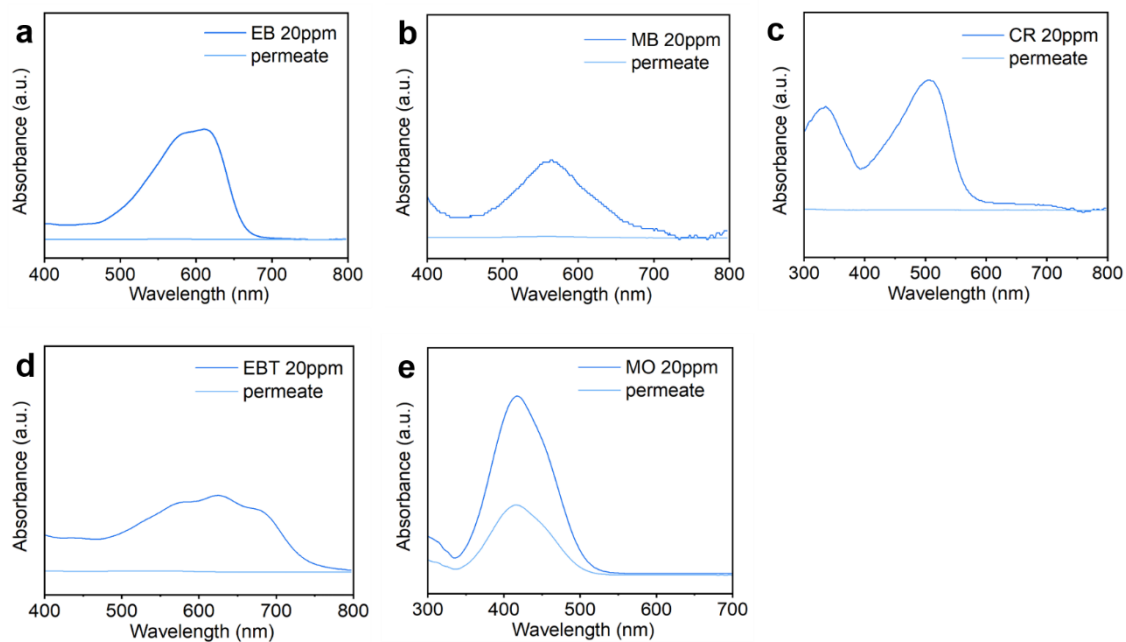 a
EB 20ppm
permeate
Absorbance (a.u.)
400 500 600 700 800
Wavelength (nm)
b
MB 20ppm
permeate
Absorbance (a.u.)
400 500 600 700 800
Wavelength (nm)
c
CR 20ppm
permeate
Absorbance (a.u.)
300 400 500 600 700 800
Wavelength (nm)
d
EBT 20ppm
permeate
Absorbance (a.u.)
400 500 600 700 800
Wavelength (nm)
e
MO 20ppm
permeate
Absorbance (a.u.)
300 400 500 600 700
Wavelength (nm)